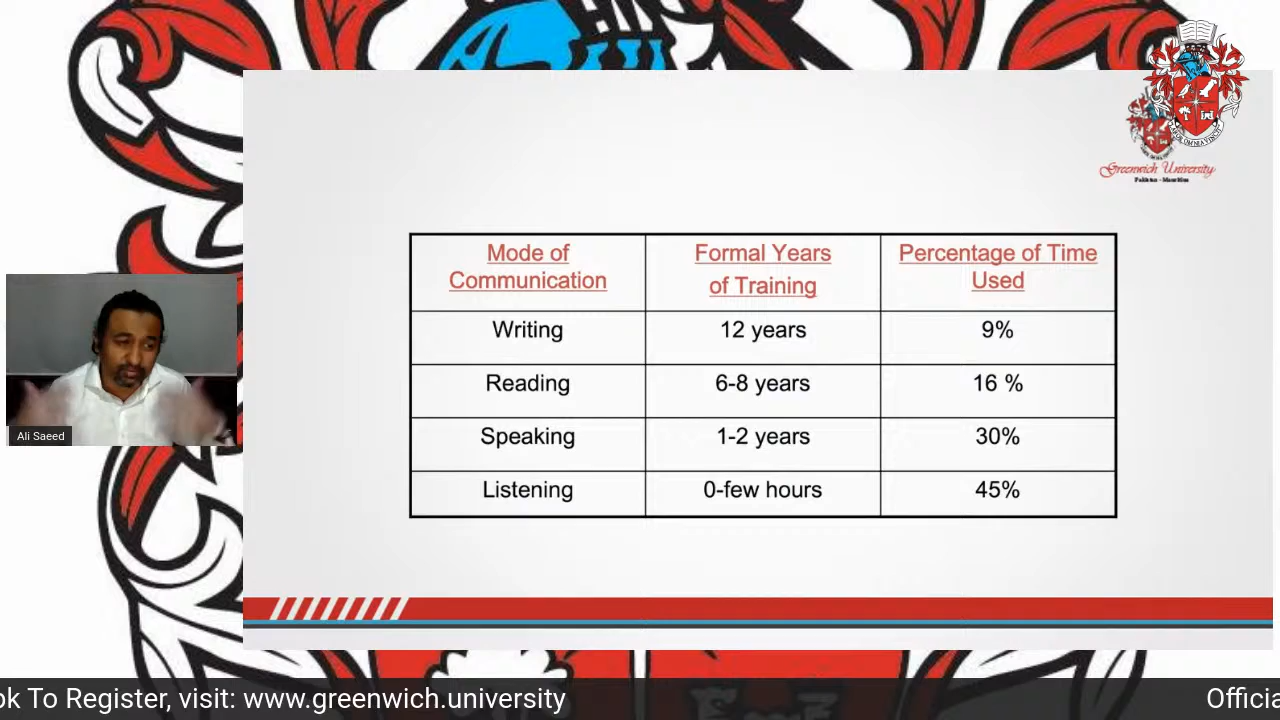 Greenwich University
Pakistan - Mauritius
Mode of Communication
Formal Years of Training
Percentage of Time Used
Writing 12 years 9%
Reading 6-8 years 16 %
Speaking 1-2 years 30%
Listening 0-few hours 45%
Ali Saeed
ok To Register, visit: www.greenwich.university Officia